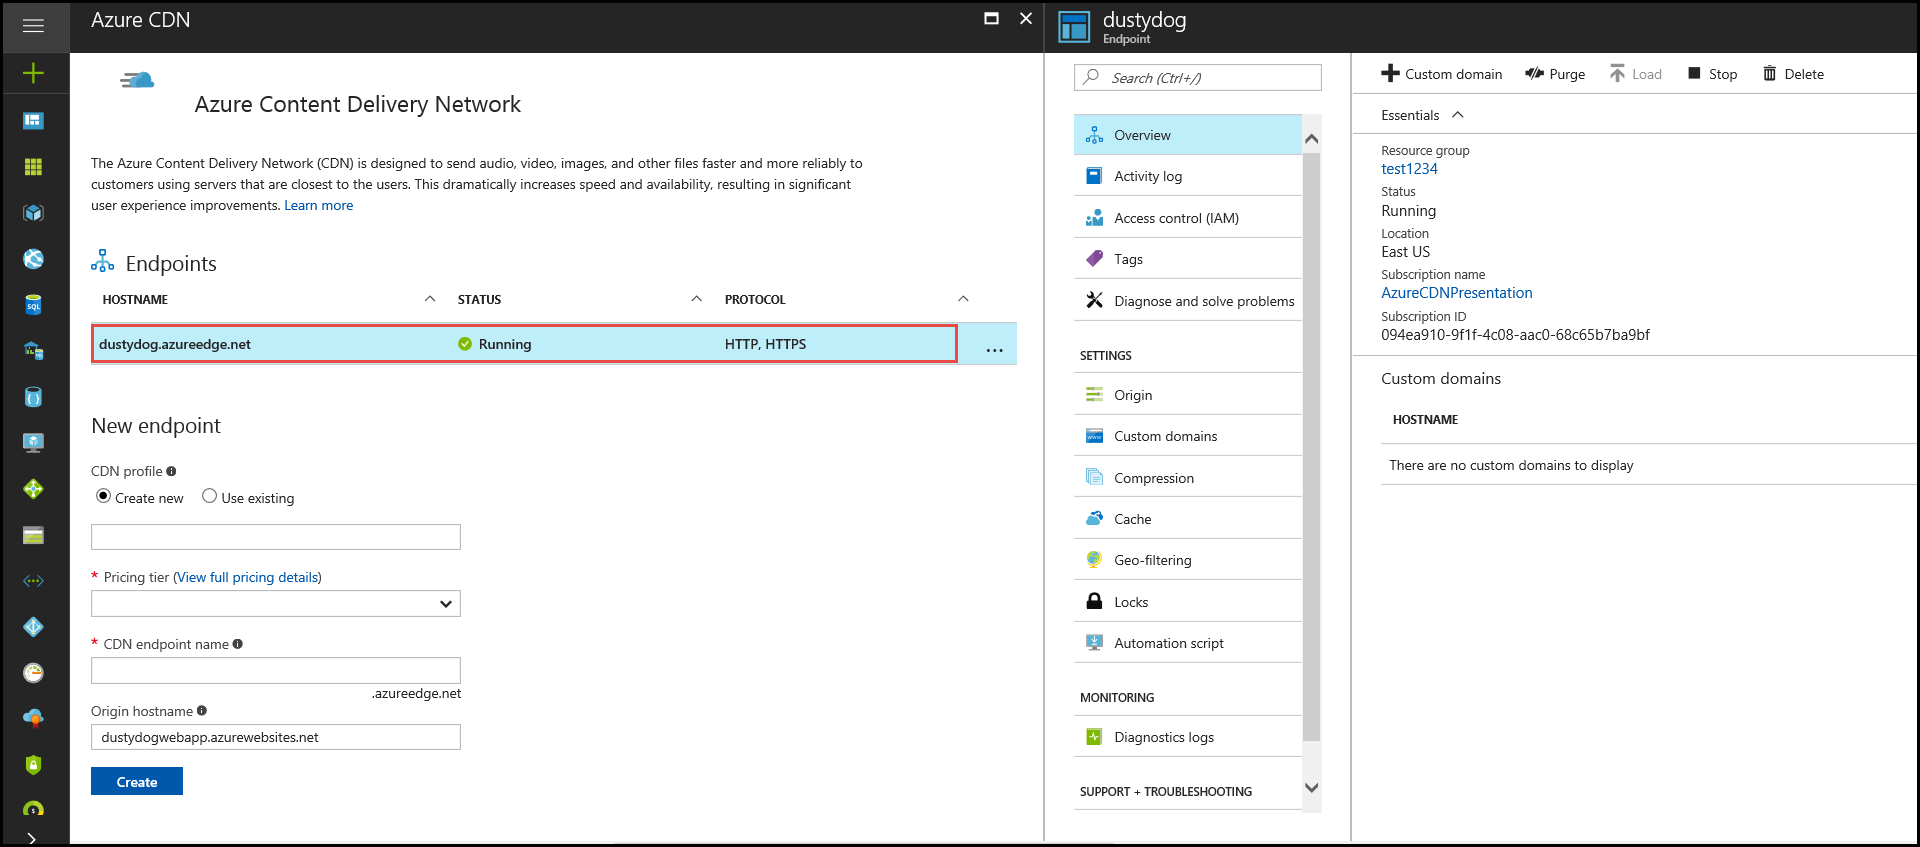 Azure CDN
Azure Content Delivery Network
The Azure Content Delivery Network (CDN) is designed to send audio, video, images, and other files faster and more reliably to
customers using servers that are closest to the users. This dramatically increases speed and availability, resulting in significant
user experience improvements. Learn more
Endpoints
HOSTNAME STATUS PROTOCOL
dustydog.azureedge.net Running HTTP, HTTPS ...
New endpoint
CDN profile
Create new Use existing
* Pricing tier (View full pricing details)
* CDN endpoint name
.azureedge.net
Origin hostname
dustydogwebapp.azurewebsites.net
Create
dustydog
Endpoint
Search (Ctrl+/)
Overview
Activity log
Access control (IAM)
Tags
Diagnose and solve problems
SETTINGS
Origin
Custom domains
Compression
Cache
Geo-filtering
Locks
Automation script
MONITORING
Diagnostics logs
SUPPORT + TROUBLESHOOTING
Custom domain Purge Load Stop Delete
Essentials
Resource group
test1234
Status
Running
Location
East US
Subscription name
AzureCDNPresentation
Subscription ID
094ea910-9f1f-4c08-aac0-68c65b7ba9bf
Custom domains
HOSTNAME
There are no custom domains to display
SQL